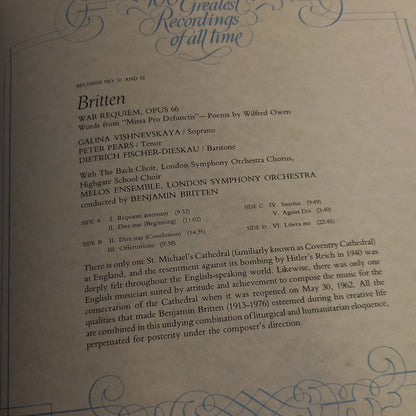 100
Greatest
Recordings
of all time
RECORDS NO. 51 AND 52
Britten
WAR REQUIEM, OPUS 66
Words from "Missa Pro Defunctis"—Poems by Wilfred Owen
GALINA VISHNEVSKAYA / Soprano
PETER PEARS / Tenor
DIETRICH FISCHER-DIESKAU / Baritone
With The Bach Choir, London Symphony Orchestra Chorus,
Highgate School Choir
MELOS ENSEMBLE, LONDON SYMPHONY ORCHESTRA
conducted by BENJAMIN BRITTEN
SIDE A I. Requiem aeternam (9:32)
II. Dies irae (Beginning) (11:02)
SIDE B II. Dies irae (Conclusion) (14:35)
III. Offertorium (9:38)
SIDE C IV. Sanctus (9:49)
V. Agnus Dei (3:40)
SIDE D VI. Libera me (22:45)
There is only one St. Michael's Cathedral (familiarly known as Coventry Cathedral)
in England, and the resentment against its bombing by Hitler's Reich in 1940 was
deeply felt throughout the English-speaking world. Likewise, there was only one
English musician suited by attitude and achievement to compose the music for the
consecration of the Cathedral when it was reopened on May 30, 1962. All the
qualities that made Benjamin Britten (1913–1976) esteemed during his creative life
are combined in this undying combination of liturgical and humanitarian eloquence,
perpetuated for posterity under the composer's direction.